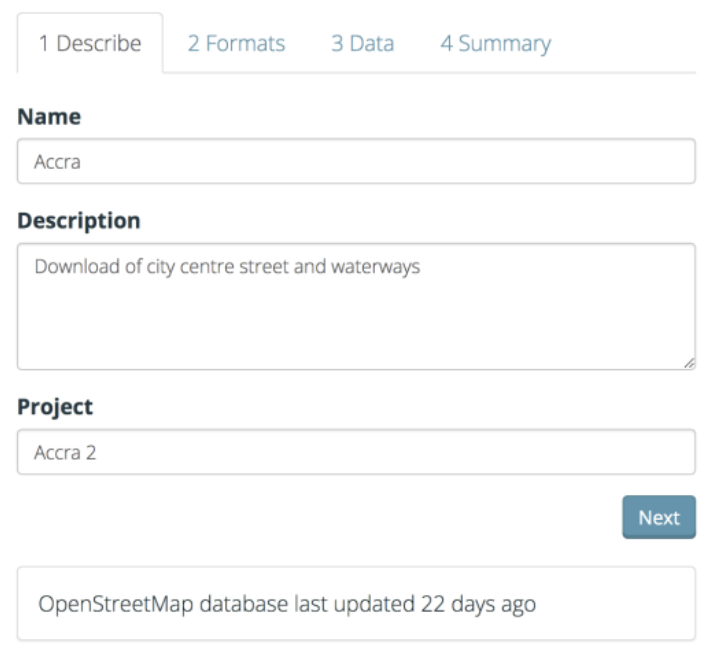 1 Describe 2 Formats 3 Data 4 Summary
Name
Accra
Description
Download of city centre street and waterways
Project
Accra 2
Next
OpenStreetMap database last updated 22 days ago